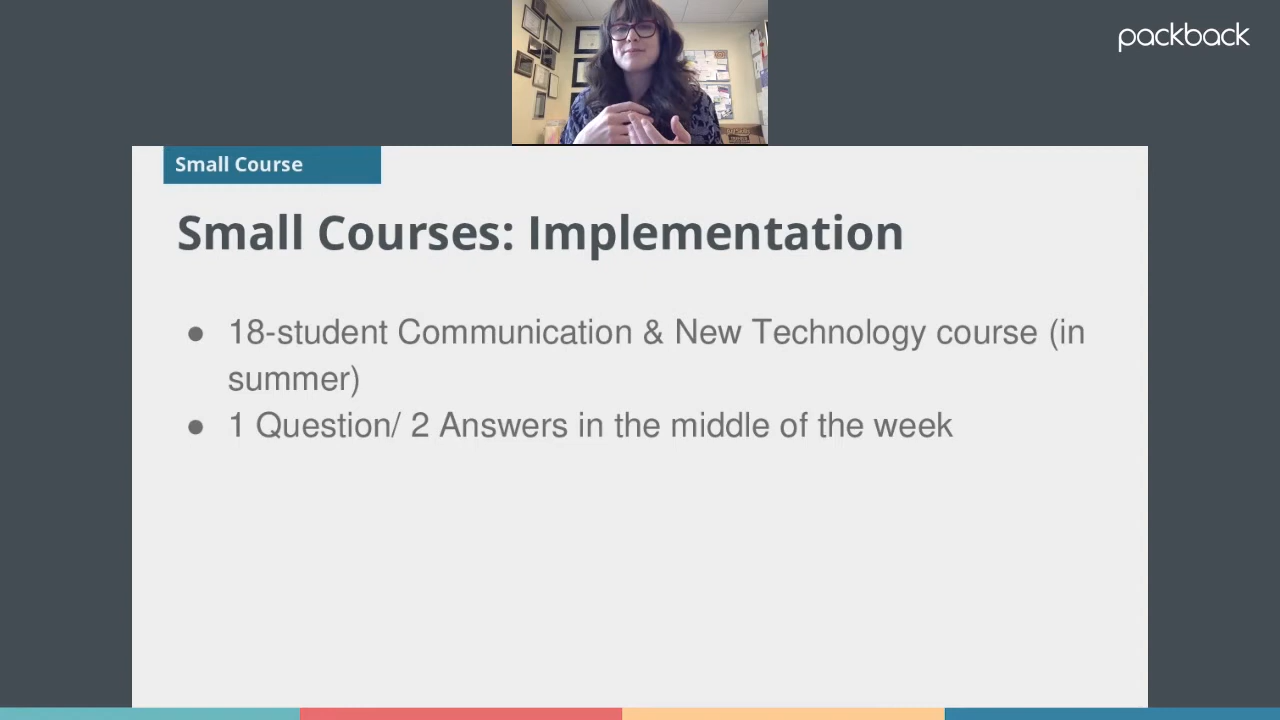 packback
Small Course
Small Courses: Implementation
● 18-student Communication & New Technology course (in
summer)
● 1 Question/ 2 Answers in the middle of the week